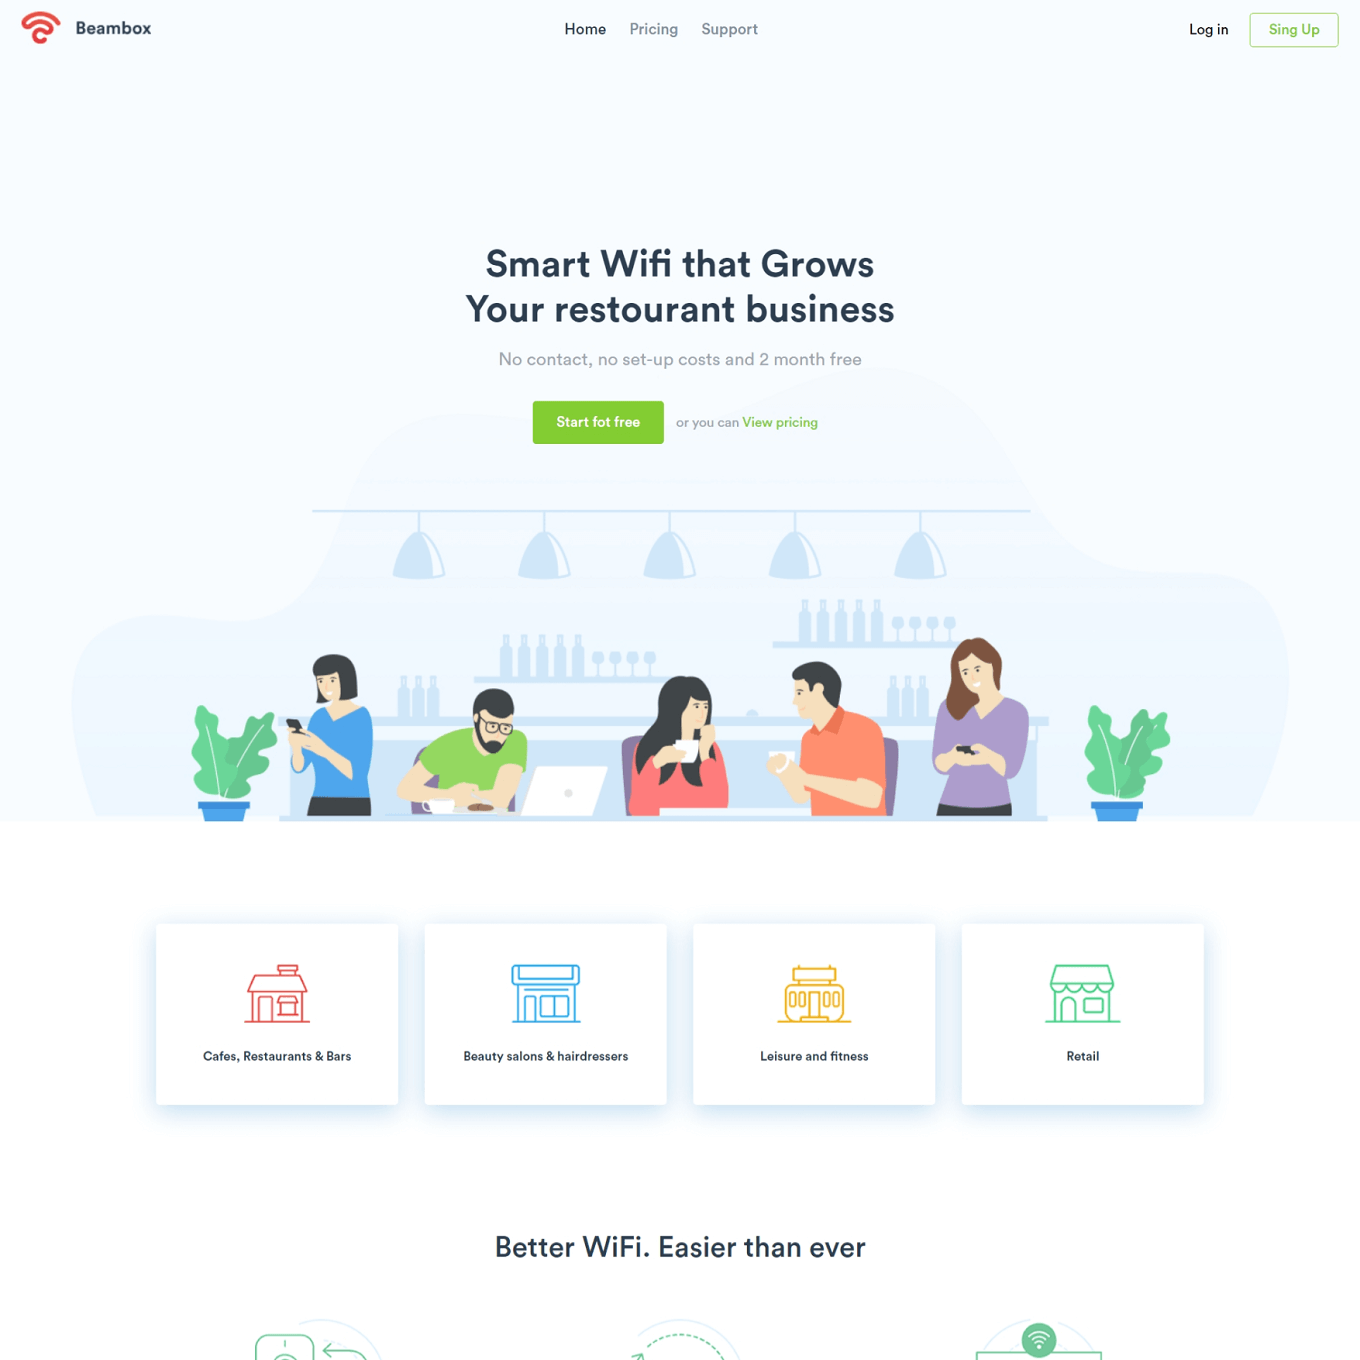 Beambox
Home Pricing Support
Log in
Sing Up
Smart Wifi that Grows
Your restourant business
No contact, no set-up costs and 2 month free
Start fot free
or you can View pricing
Cafes, Restaurants & Bars
Beauty salons & hairdressers
Leisure and fitness
Retail
Better WiFi. Easier than ever